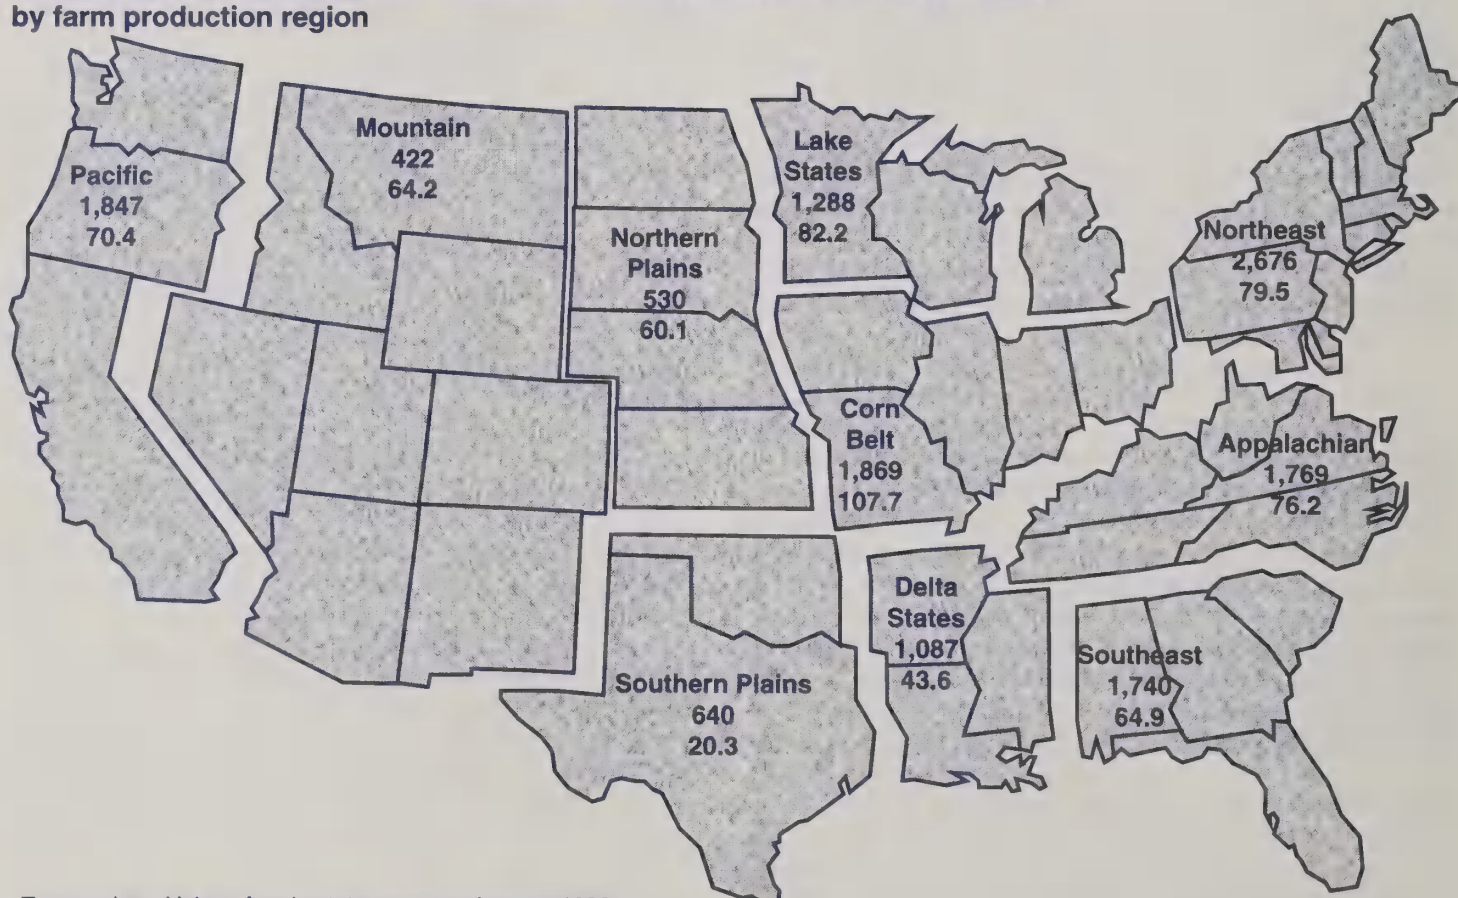 by farm production region
Mountain
422
64.2
Pacific
1,847
70.4
Lake
States
1,288
82.2
Northern
Plains
530
60.1
Northeast
2,676
79.5
Corn
Belt
1,869
107.7
Appalachian
1,769
76.2
Delta
States
1,087
43.6
Southeast
1,740
64.9
Southern Plains
640
20.3